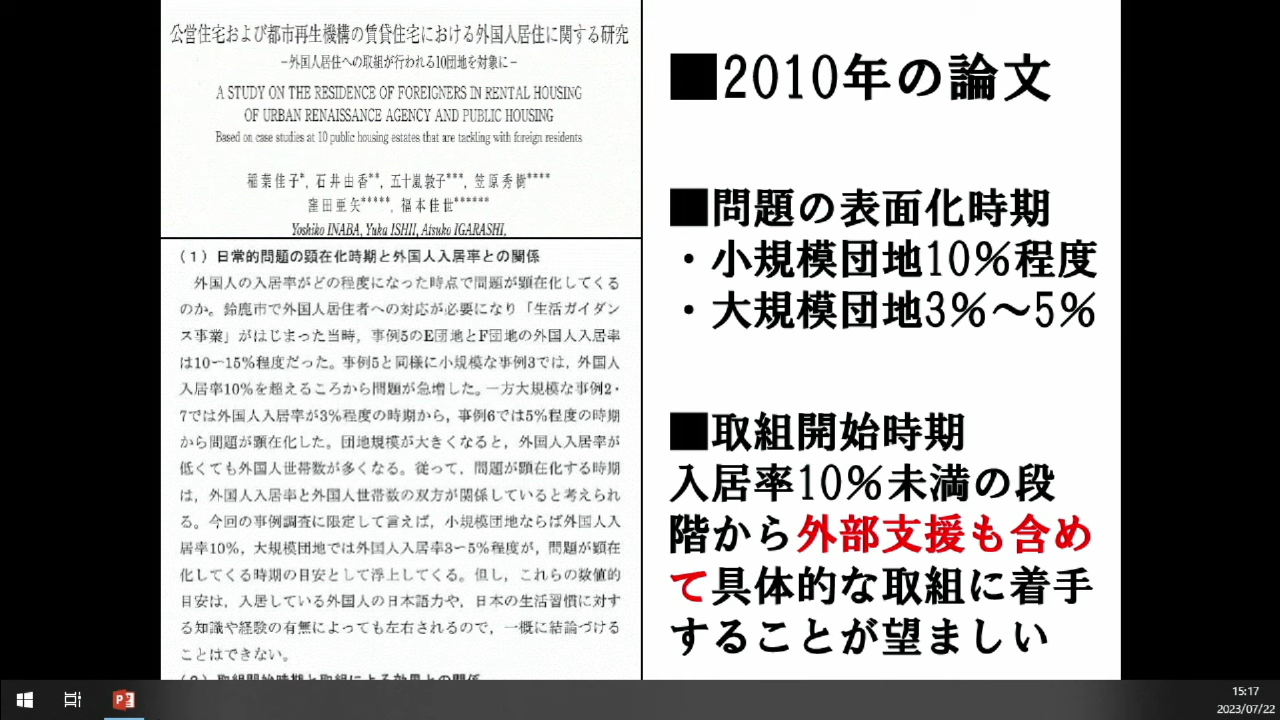 公営住宅および都市再生機構の賃貸住宅における外国人居住に関する研究
－外国人居住への取組が行われる10団地を対象に－
A STUDY ON THE RESIDENCE OF FOREIGNERS IN RENTAL HOUSING
OF URBAN RENAISSANCE AGENCY AND PUBLIC HOUSING
Based on case studies at 10 public housing estates that are tackling with foreign residents
稲葉佳子*, 石井由香**, 五十嵐敦子***, 笠原秀樹****
窪田亜矢*****, 福本佳世******
Yoshiko INABA, Yuka ISHII, Atsuko IGARASHI,
(1) 日常的問題の顕在化時期と外国人入居率との関係
外国人の入居率がどの程度になった時点で問題が顕在化してくる
のか。鈴鹿市で外国人居住者への対応が必要になり「生活ガイダン
ス事業」がはじまった当時，事例5のE団地とF団地の外国人入居率
は10〜15%程度だった。事例5と同様に小規模な事例3では，外国人
入居率10%を超えるころから問題が急増した。一方大規模な事例2・
7では外国人入居率が3%程度の時期から，事例6では5%程度の時期
から問題が顕在化した。団地規模が大きくなると，外国人入居率が
低くても外国人世帯数が多くなる。従って，問題が顕在化する時期
は，外国人入居率と外国人世帯数の双方が関係していると考えられ
る。今回の事例調査に限定して言えば，小規模団地ならば外国人入
居率10%，大規模団地では外国人入居率3〜5%程度が，問題が顕在
化してくる時期の目安として浮上してくる。但し，これらの数値的
目安は，入居している外国人の日本語力や，日本の生活習慣に対す
る知識や経験の有無によっても左右されるので，一概に結論づける
ことはできない。
(2) 取組開始時期と取組による効果との関係
■2010年の論文
■問題の表面化時期
・小規模団地10％程度
・大規模団地3％～5％
■取組開始時期
入居率10％未満の段
階から外部支援も含め
て具体的な取組に着手
することが望ましい
15:17
2023/07/22